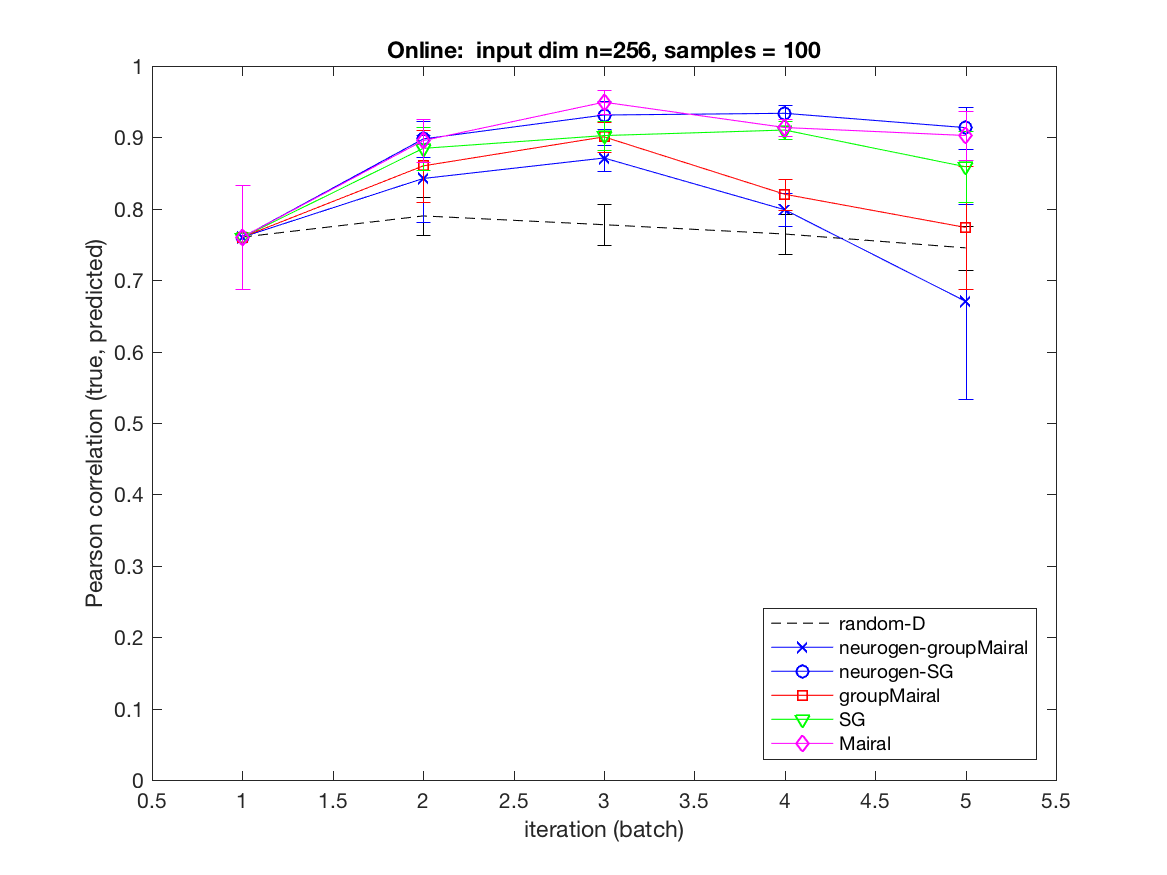 Online:  input dim n=256, samples = 100
1
0.9
0.8
0.7
0.6
0.5
0.4
0.3
0.2
0.1
0
Pearson correlation (true, predicted)
random-D
neurogen-groupMairal
neurogen-SG
groupMairal
SG
Mairal
0.5 1 1.5 2 2.5 3 3.5 4 4.5 5 5.5
iteration (batch)